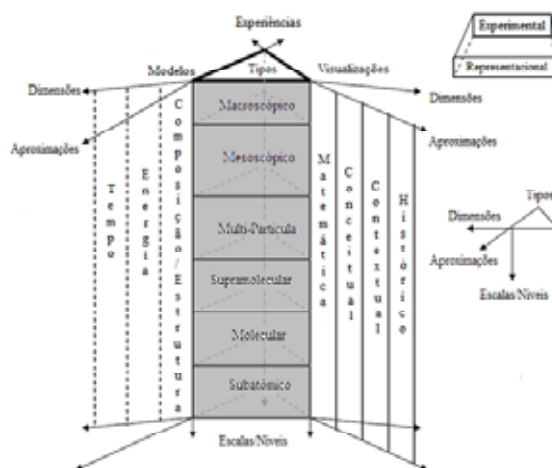 Experiências
Modelos
Tipos
Visualizações
Dimensões
Aproximações
Tempo
Energia
Composição/Estrutura
Macroscópico
Mesoscópico
Multi-Partícula
Supramolecular
Molecular
Subatômico
Matemática
Conceitual
Contextual
Histórico
Dimensões
Aproximações
Escalas/Níveis
Experimental
Representacional
Tipos
Dimensões
Aproximações
Escalas/Níveis